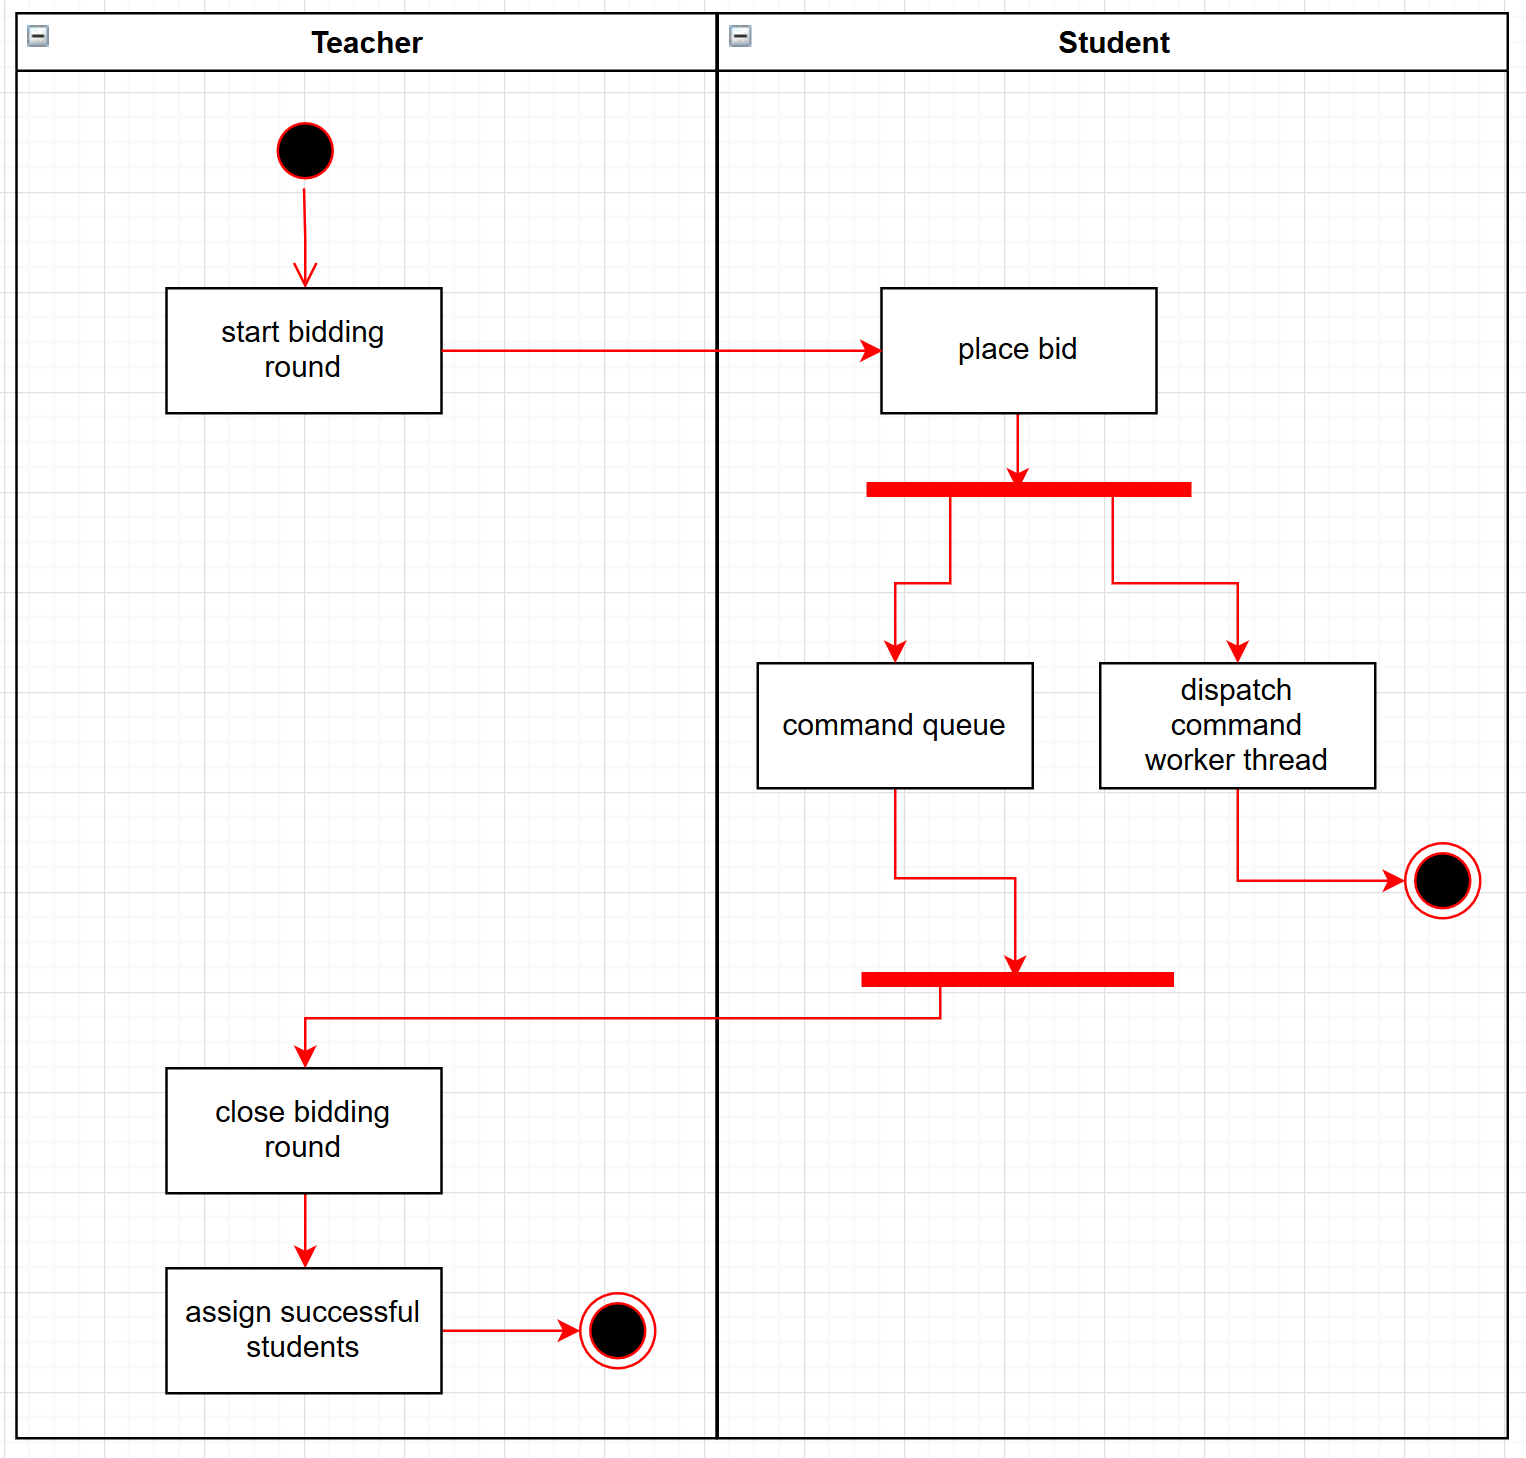 Teacher
Student
start bidding
round
place bid
command queue
dispatch
command
worker thread
close bidding
round
assign successful
students